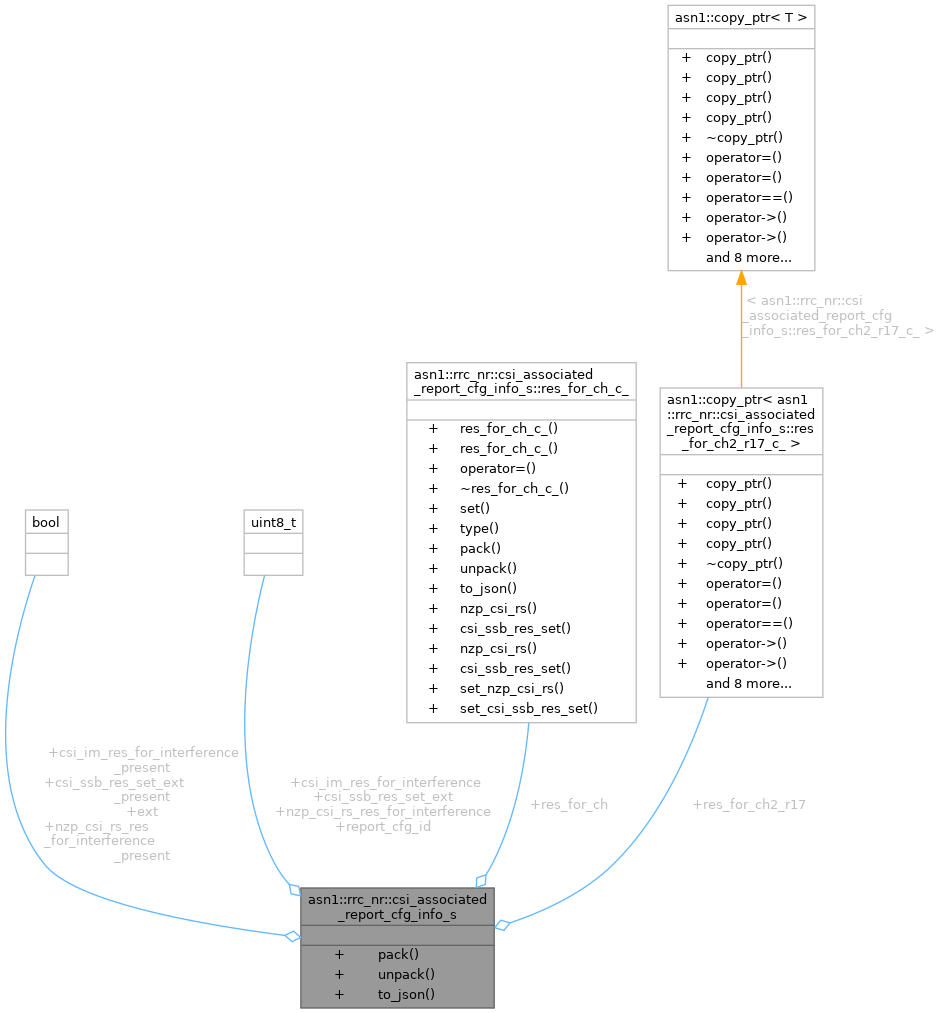 asn1::copy_ptr< T >
+ copy_ptr()
+ copy_ptr()
+ copy_ptr()
+ copy_ptr()
+ ~copy_ptr()
+ operator=()
+ operator=()
+ operator==()
+ operator->()
+ operator->()
and 8 more...
< asn1::rrc_nr::csi
_associated_report_cfg
_info_s::res_for_ch2_r17_c_ >
asn1::rrc_nr::csi_associated
_report_cfg_info_s::res_for_ch_c_
+ res_for_ch_c_()
+ res_for_ch_c_()
+ operator=()
+ ~res_for_ch_c_()
+ set()
+ type()
+ pack()
+ unpack()
+ to_json()
+ nzp_csi_rs()
+ csi_ssb_res_set()
+ nzp_csi_rs()
+ csi_ssb_res_set()
+ set_nzp_csi_rs()
+ set_csi_ssb_res_set()
asn1::copy_ptr< asn1
::rrc_nr::csi_associated
_report_cfg_info_s::res
_for_ch2_r17_c_ >
+ copy_ptr()
+ copy_ptr()
+ copy_ptr()
+ copy_ptr()
+ ~copy_ptr()
+ operator=()
+ operator=()
+ operator==()
+ operator->()
+ operator->()
and 8 more...
bool
uint8_t
+csi_im_res_for_interference
_present
+csi_ssb_res_set_ext
_present
+ext
+nzp_csi_rs_res
_for_interference
_present
+csi_im_res_for_interference
+csi_ssb_res_set_ext
+nzp_csi_rs_res_for_interference
+report_cfg_id
+res_for_ch
+res_for_ch2_r17
asn1::rrc_nr::csi_associated
_report_cfg_info_s
+ pack()
+ unpack()
+ to_json()